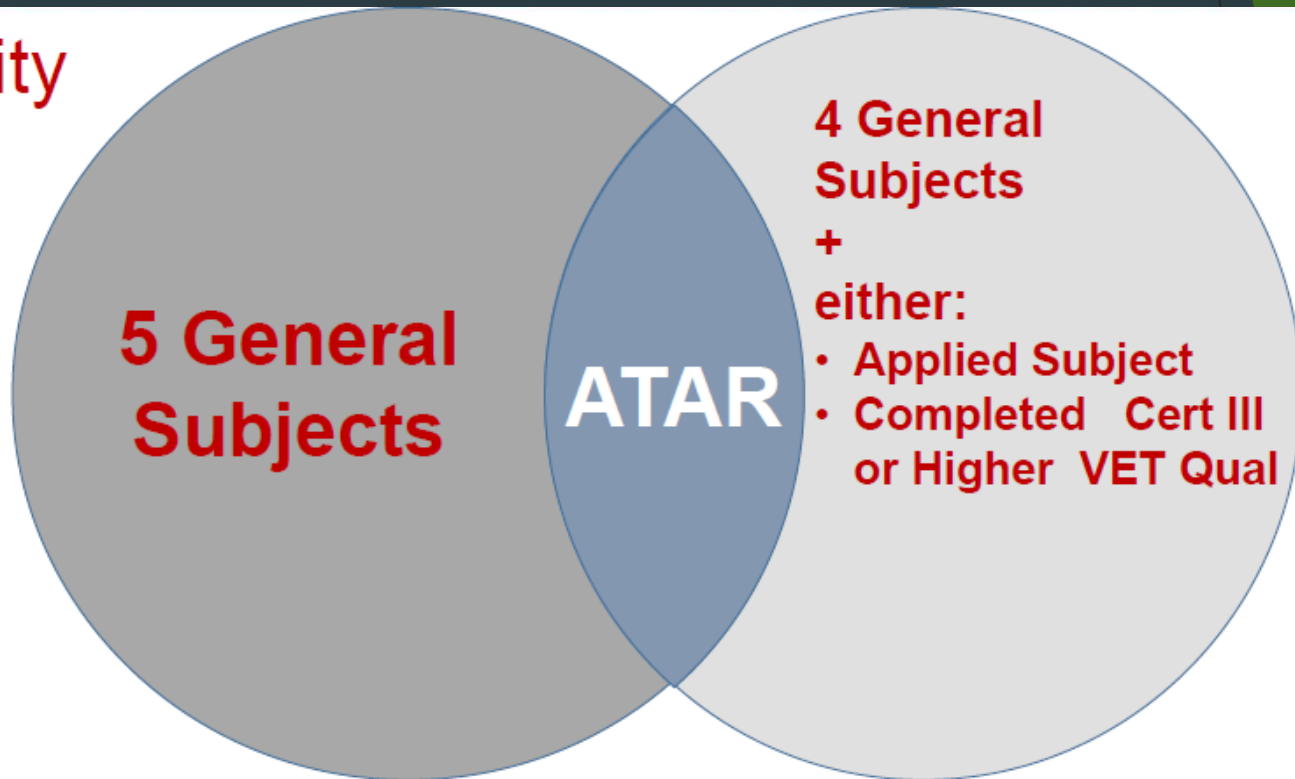 ity
5 General
Subjects
ATAR
4 General
Subjects
+
either:
• Applied Subject
• Completed Cert III
or Higher VET Qual